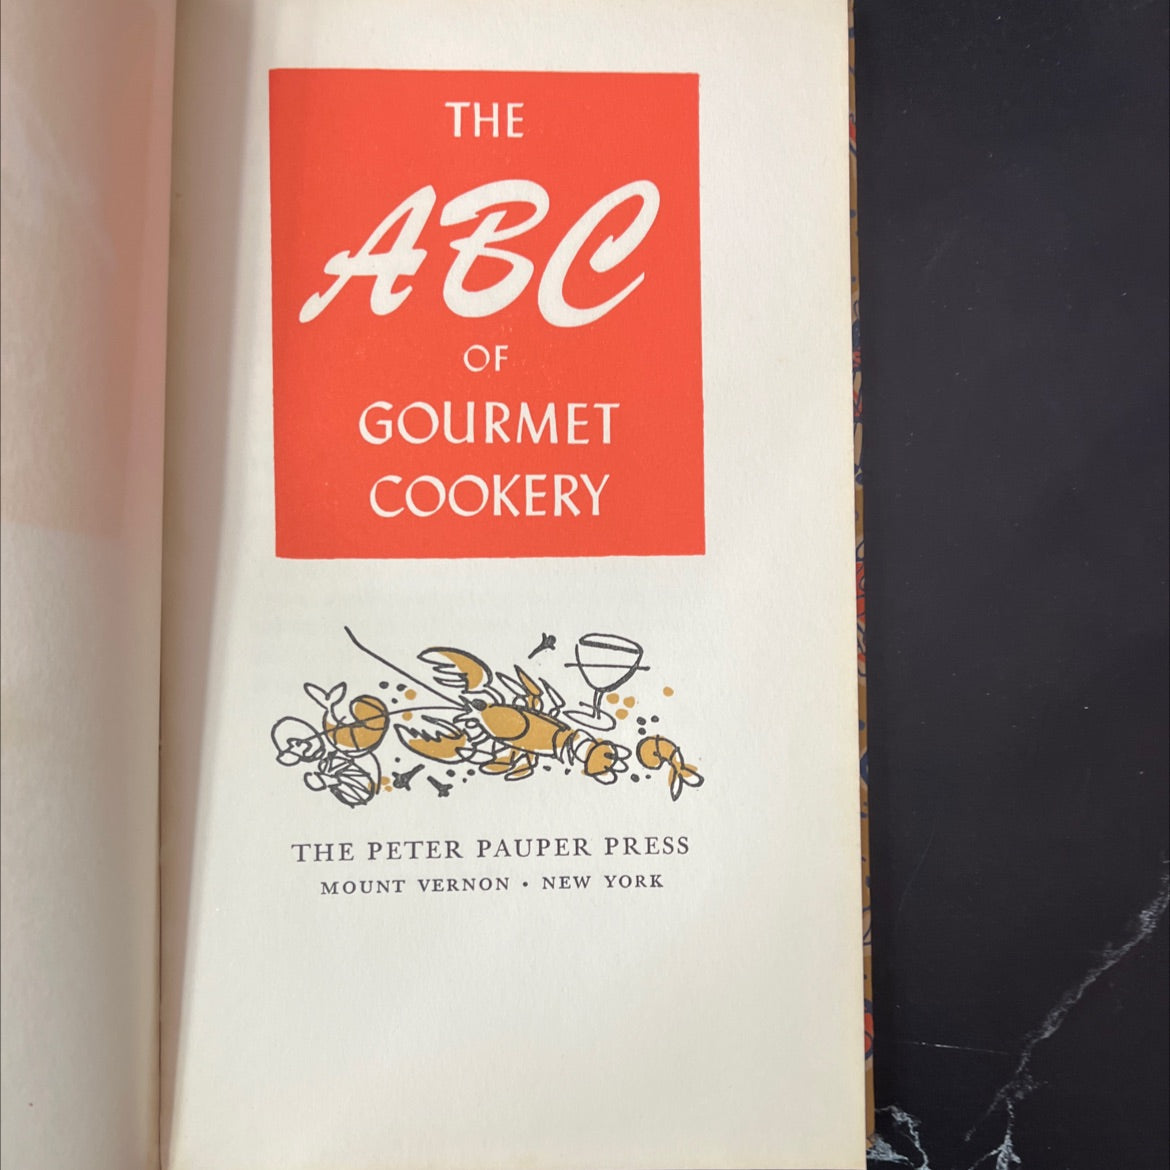 THE
ABC
OF
GOURMET
COOKERY
THE PETER PAUPER PRESS
MOUNT VERNON • NEW YORK